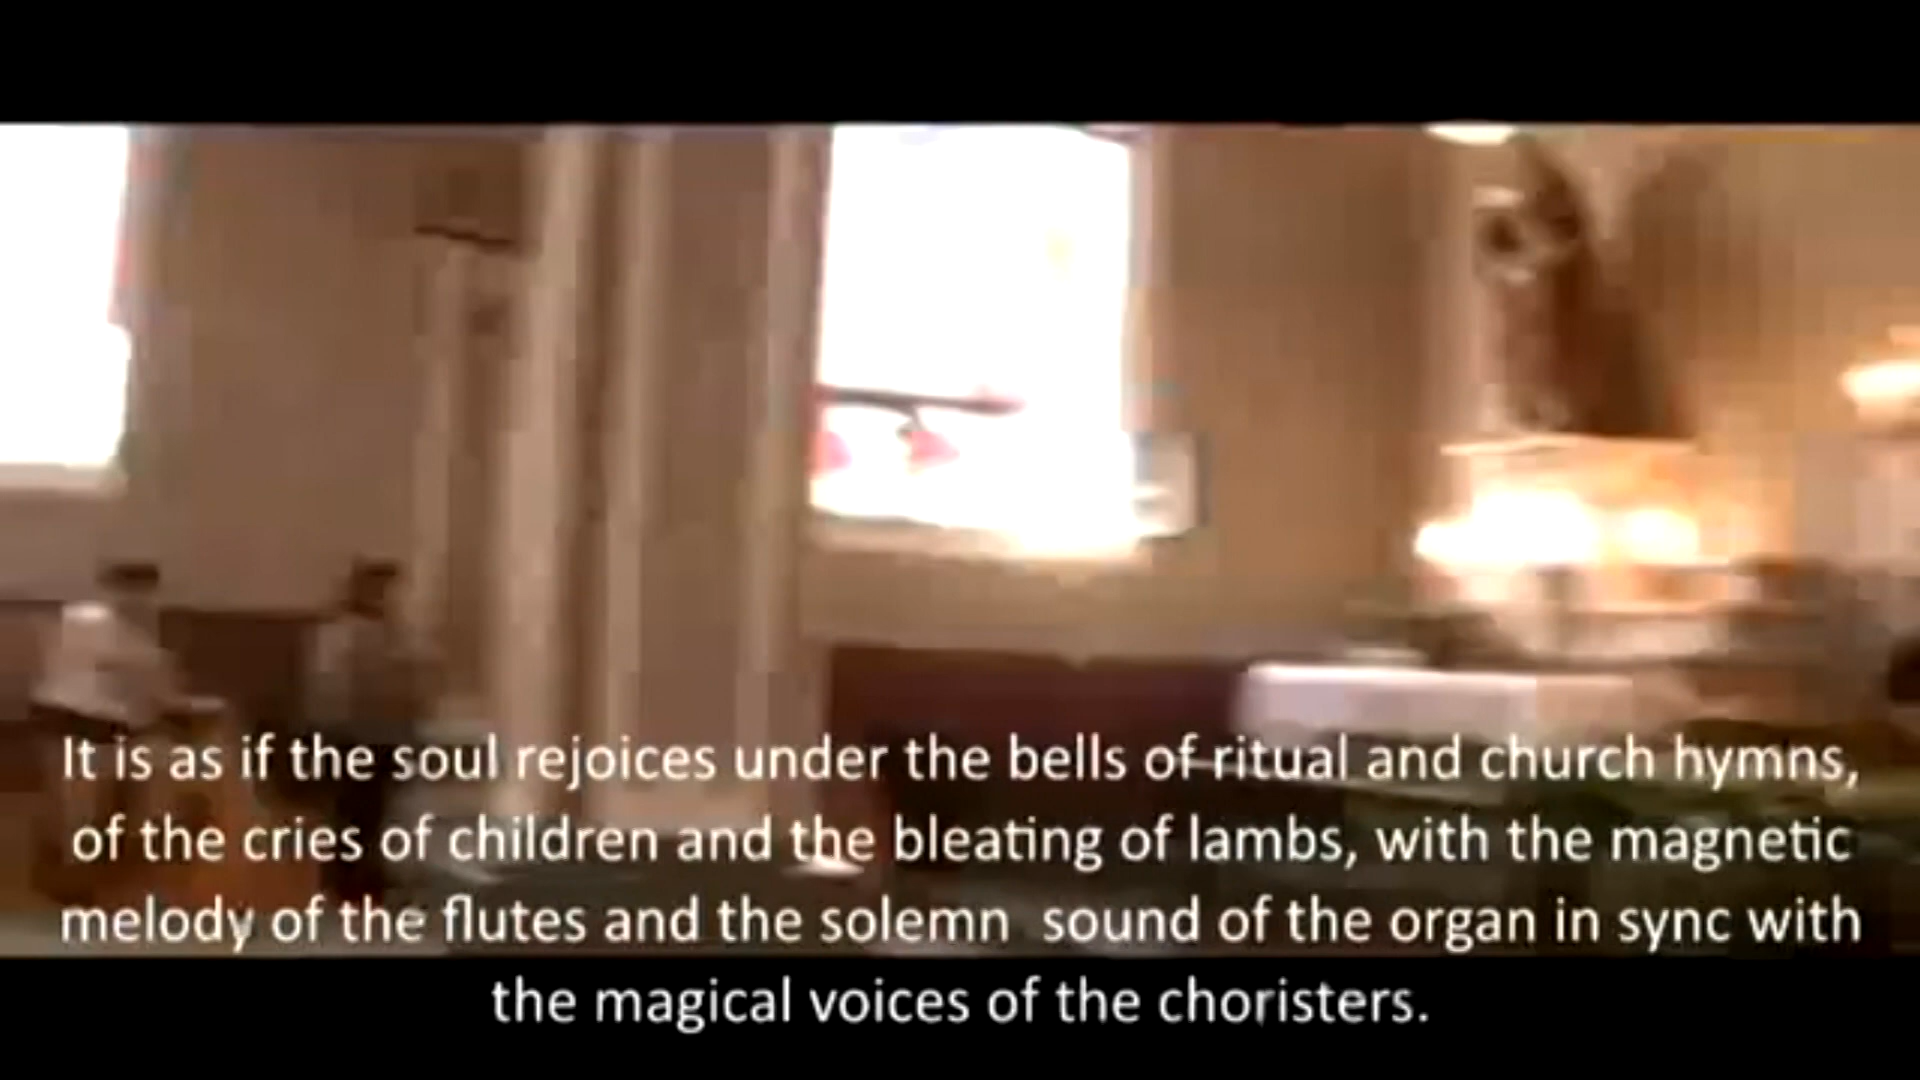 It is as if the soul rejoices under the bells of ritual and church hymns,
of the cries of children and the bleating of lambs, with the magnetic
melody of the flutes and the solemn  sound of the organ in sync with
the magical voices of the choristers.